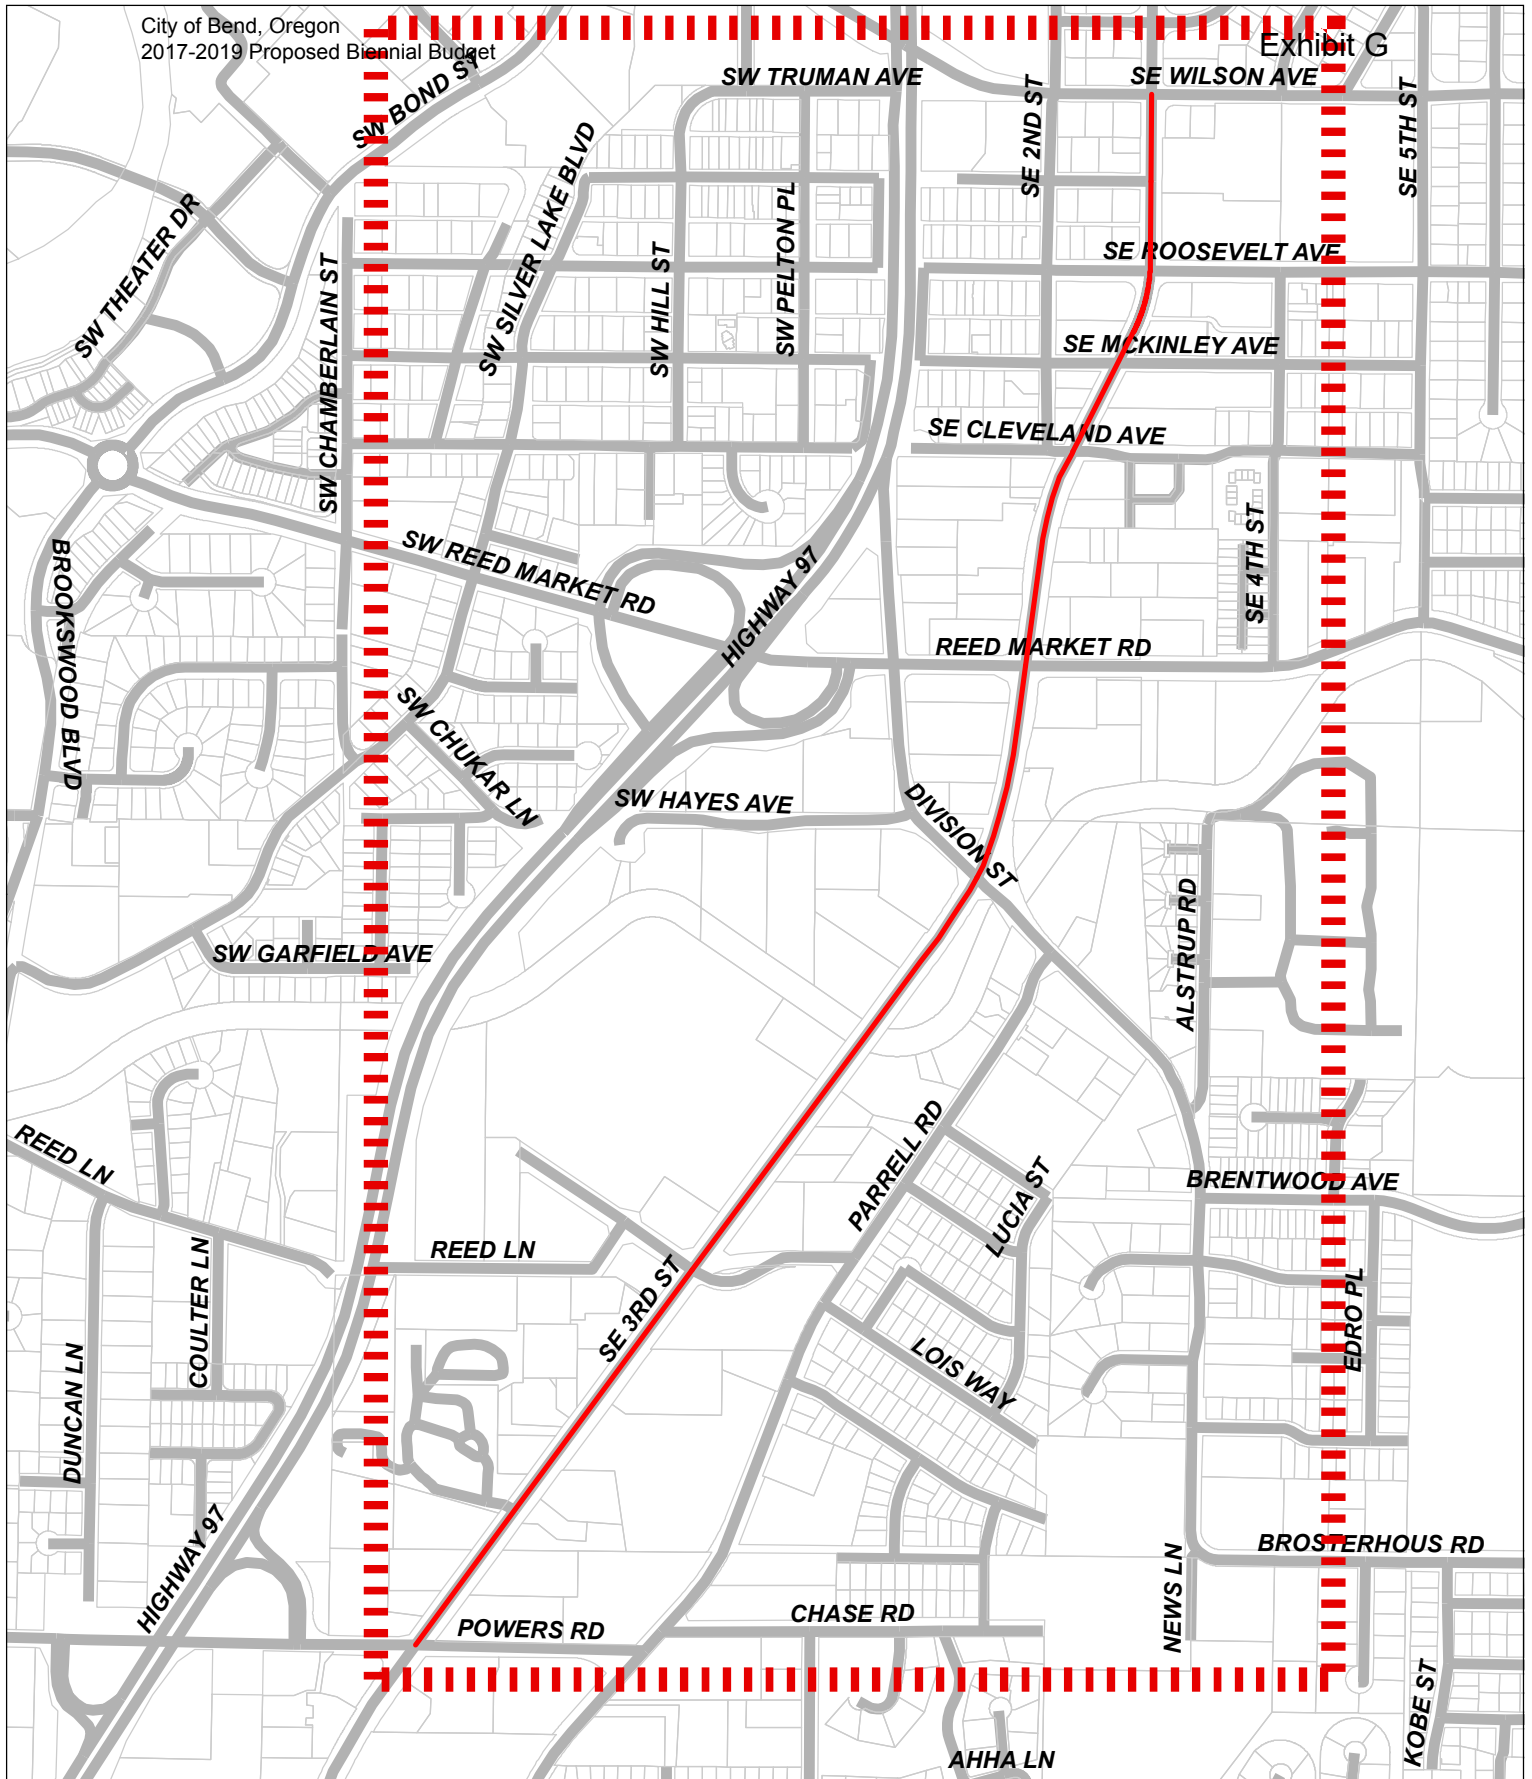 City of Bend, Oregon
2017-2019 Proposed Biennial Budget
Exhibit G
SW BOND ST
SW TRUMAN AVE
SE WILSON AVE
SE 2ND ST
SE 5TH ST
SW SILVER LAKE BLVD
SW THEATER DR
SW PELTON PL
SW HILL ST
SE ROOSEVELT AVE
SW CHAMBERLAIN ST
SE MCKINLEY AVE
SE CLEVELAND AVE
SE 4TH ST
SW REED MARKET RD
HIGHWAY 97
BROOKSWOOD BLVD
REED MARKET RD
SW CHUKAR LN
SW HAYES AVE
DIVISION ST
ALSTRUP RD
SW GARFIELD AVE
PARRELL RD
REED LN
LUCIA ST
BRENTWOOD AVE
REED LN
COULTER LN
SE 3RD ST
EDRO PL
DUNCAN LN
LOIS WAY
HIGHWAY 97
BROSTERHOUS RD
NEWS LN
CHASE RD
POWERS RD
KOBE ST
AHHA LN